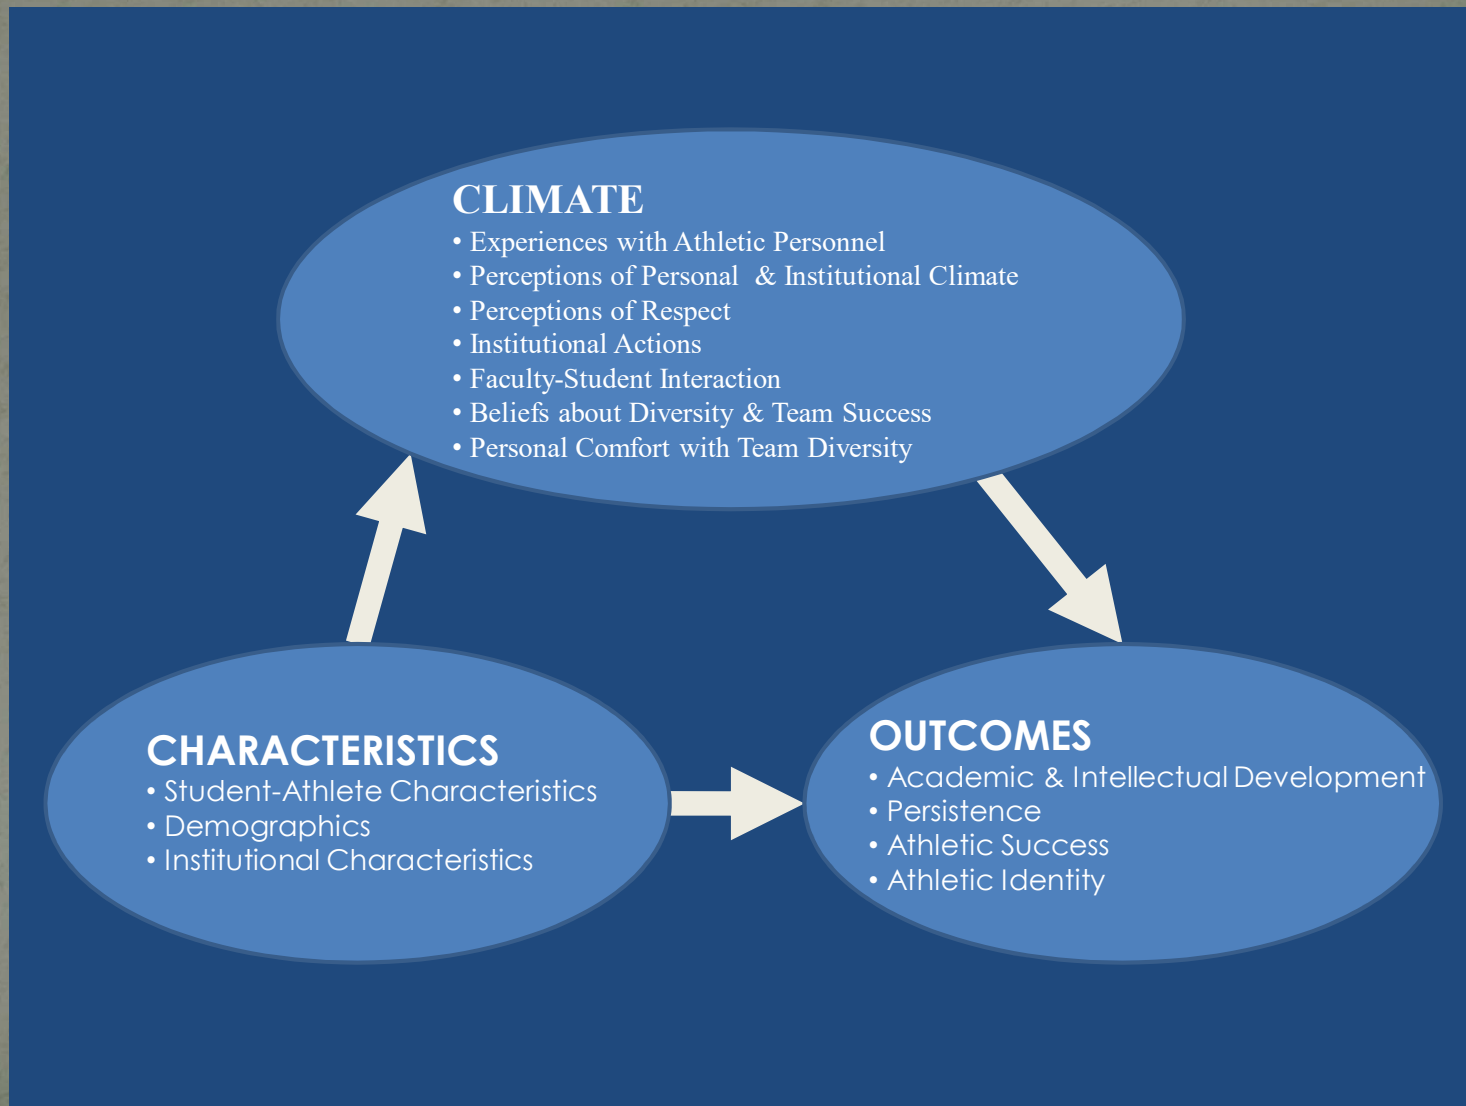 CLIMATE
• Experiences with Athletic Personnel
• Perceptions of Personal & Institutional Climate
• Perceptions of Respect
• Institutional Actions
• Faculty-Student Interaction
• Beliefs about Diversity & Team Success
• Personal Comfort with Team Diversity
CHARACTERISTICS
• Student-Athlete Characteristics
• Demographics
• Institutional Characteristics
OUTCOMES
• Academic & Intellectual Development
• Persistence
• Athletic Success
• Athletic Identity